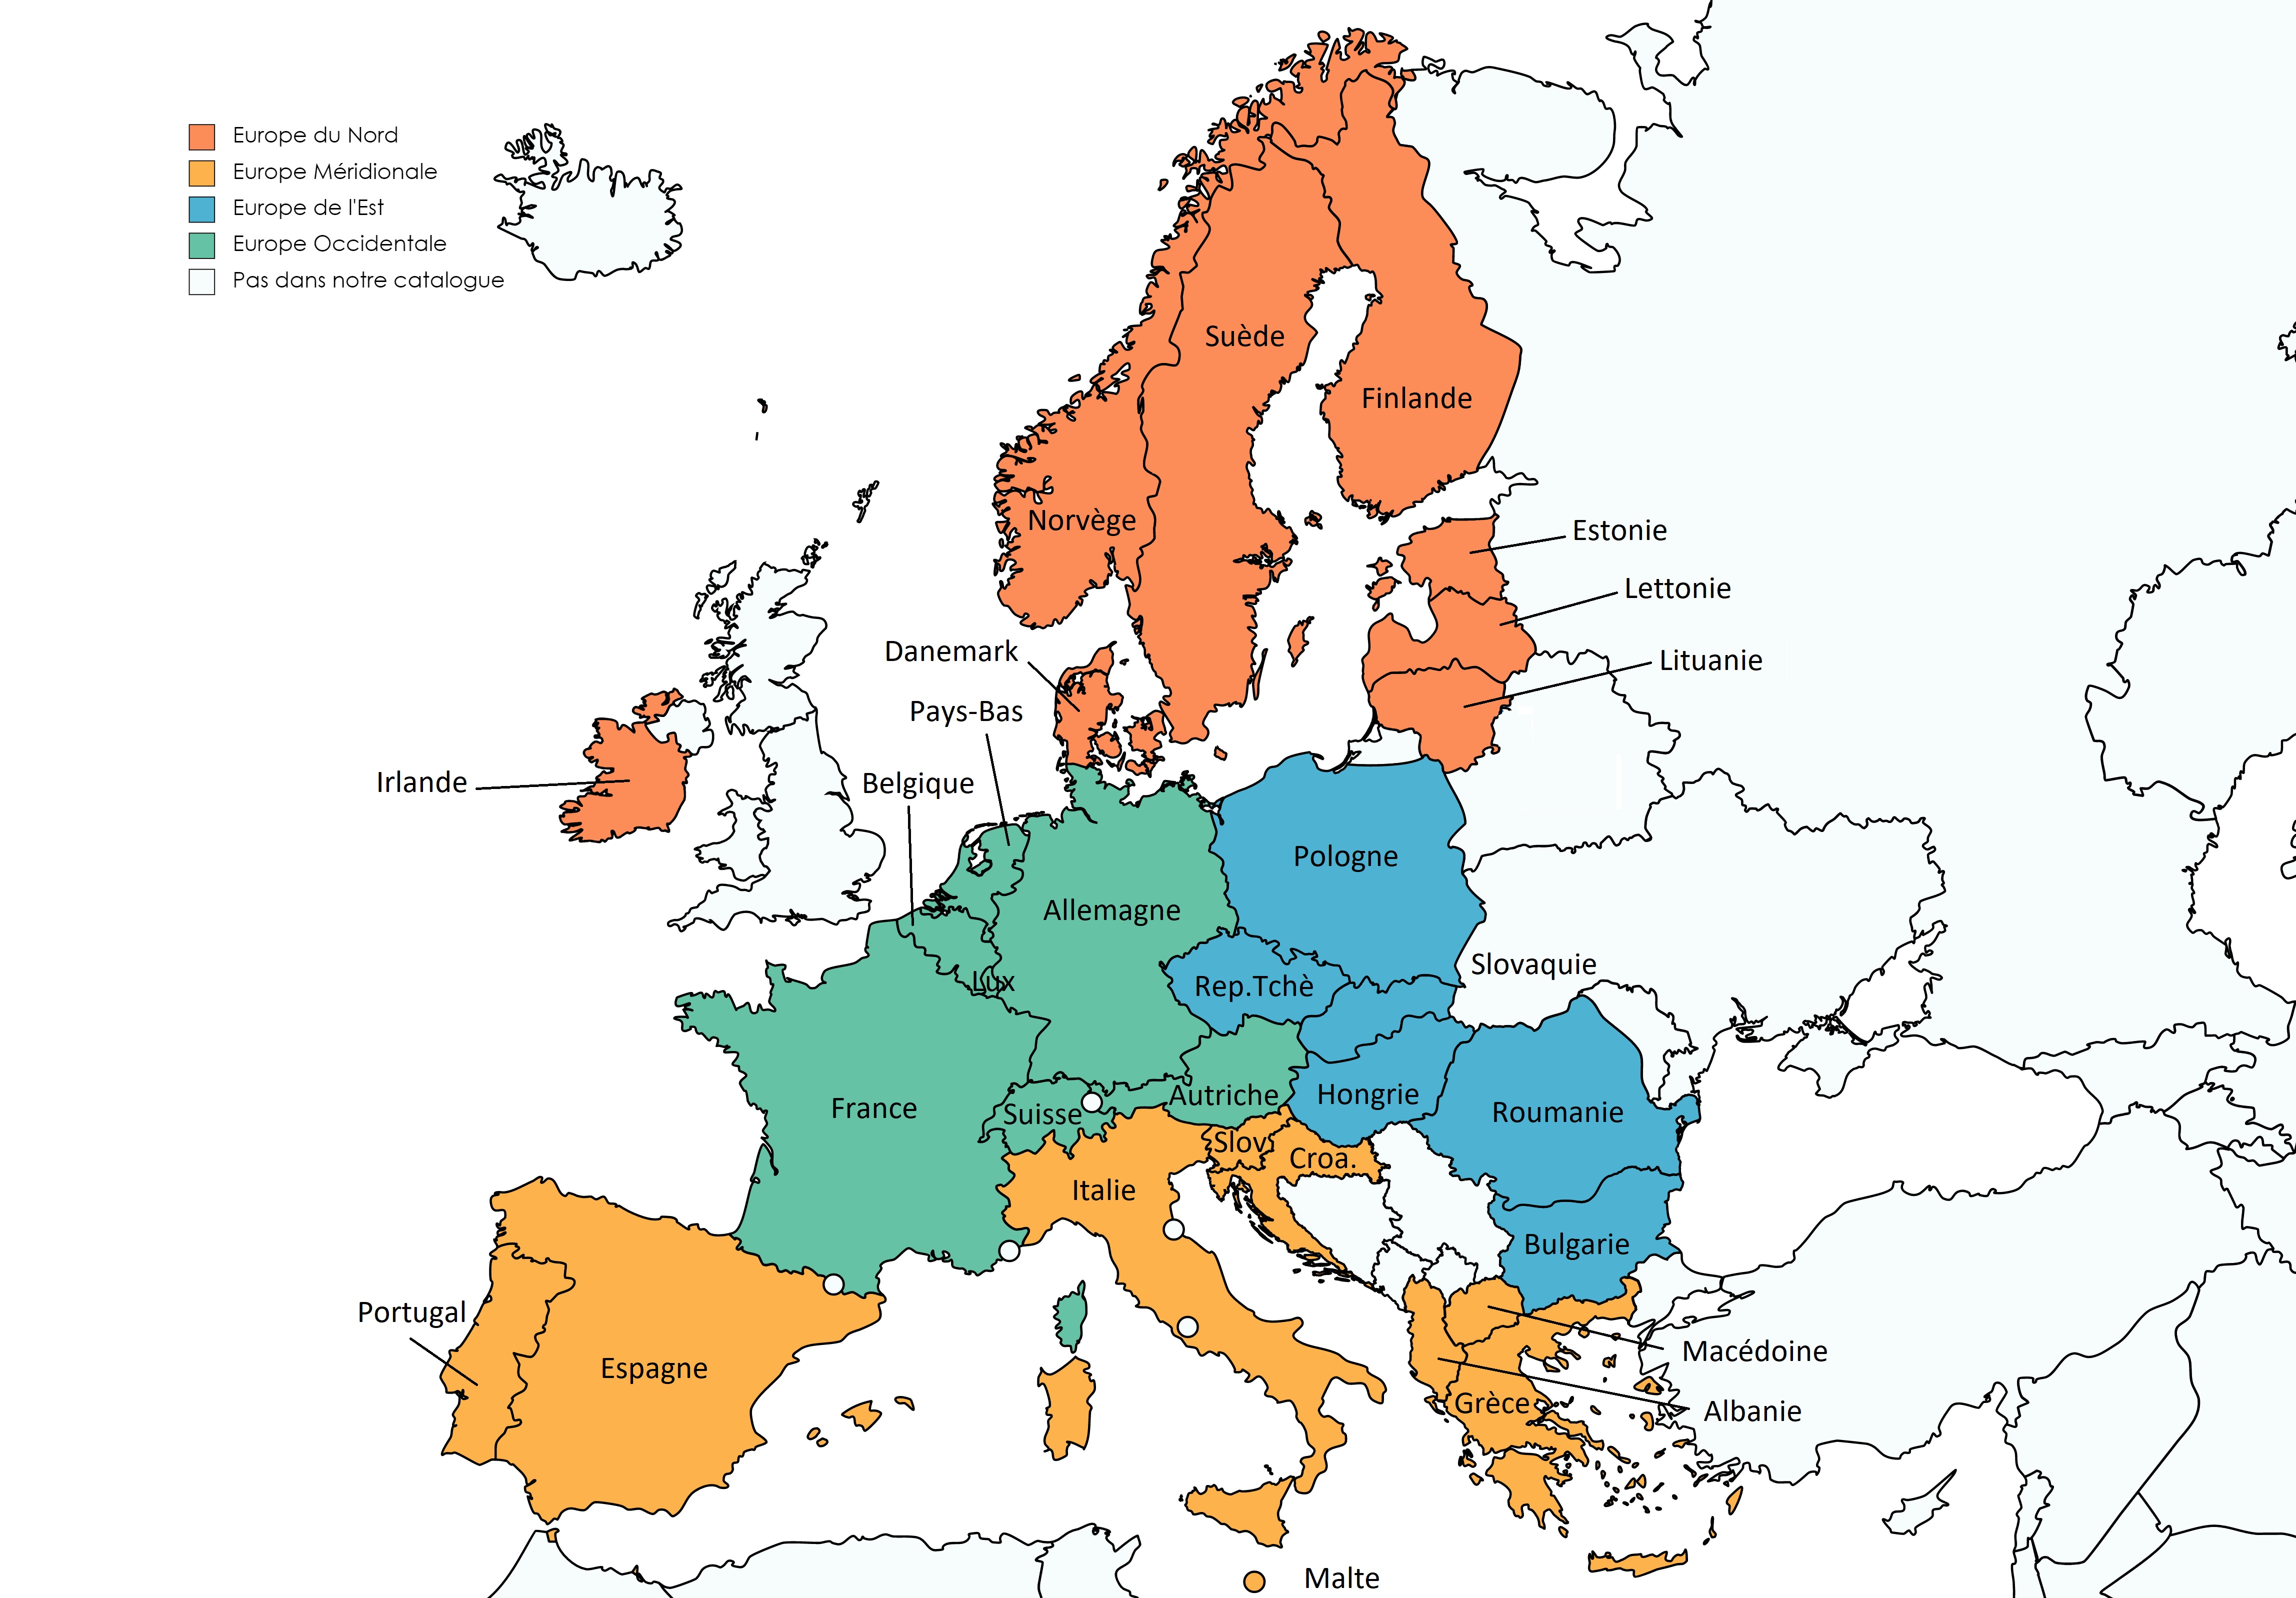 Europe du Nord
Europe Méridionale
Europe de l'Est
Europe Occidentale
Pas dans notre catalogue
Suède
Finlande
Norvège
Estonie
Lettonie
Lituanie
Danemark
Pays-Bas
Belgique
Irlande
Pologne
Allemagne
Slovaquie
Lux
Rep.Tchè
Autriche
Hongrie
France
Suisse
Roumanie
Slov.
Croa.
Italie
Bulgarie
Portugal
Espagne
Macédoine
Grèce
Albanie
Malte